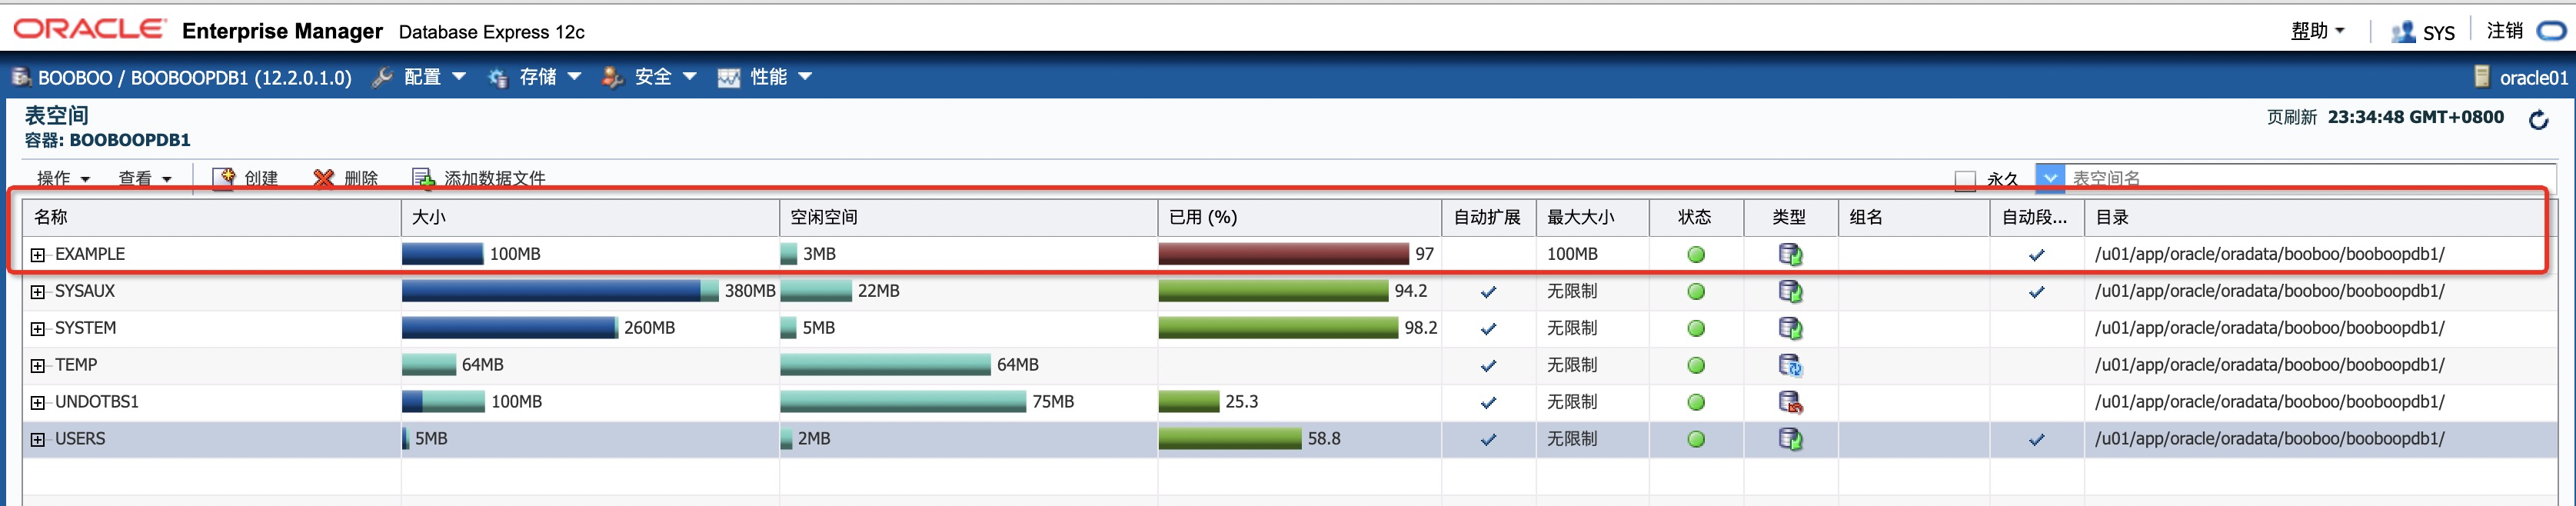 ORACLE Enterprise Manager Database Express 12c 帮助 SYS 注销
BOOBOO / BOOBOOPDB1 (12.2.0.1.0) 配置 存储 安全 性能 oracle01
表空间 页刷新 23:34:48 GMT+0800
容器: BOOBOOPDB1
操作 查看 创建 删除 添加数据文件 永久 表空间名
名称 大小 空闲空间 已用 (%) 自动扩展 最大大小 状态 类型 组名 自动段... 目录
EXAMPLE 100MB 3MB 97 100MB /u01/app/oracle/oradata/booboo/booboopdb1/
SYSAUX 380MB 22MB 94.2 无限制 /u01/app/oracle/oradata/booboo/booboopdb1/
SYSTEM 260MB 5MB 98.2 无限制 /u01/app/oracle/oradata/booboo/booboopdb1/
TEMP 64MB 64MB 无限制 /u01/app/oracle/oradata/booboo/booboopdb1/
UNDOTBS1 100MB 75MB 25.3 无限制 /u01/app/oracle/oradata/booboo/booboopdb1/
USERS 5MB 2MB 58.8 无限制 /u01/app/oracle/oradata/booboo/booboopdb1/